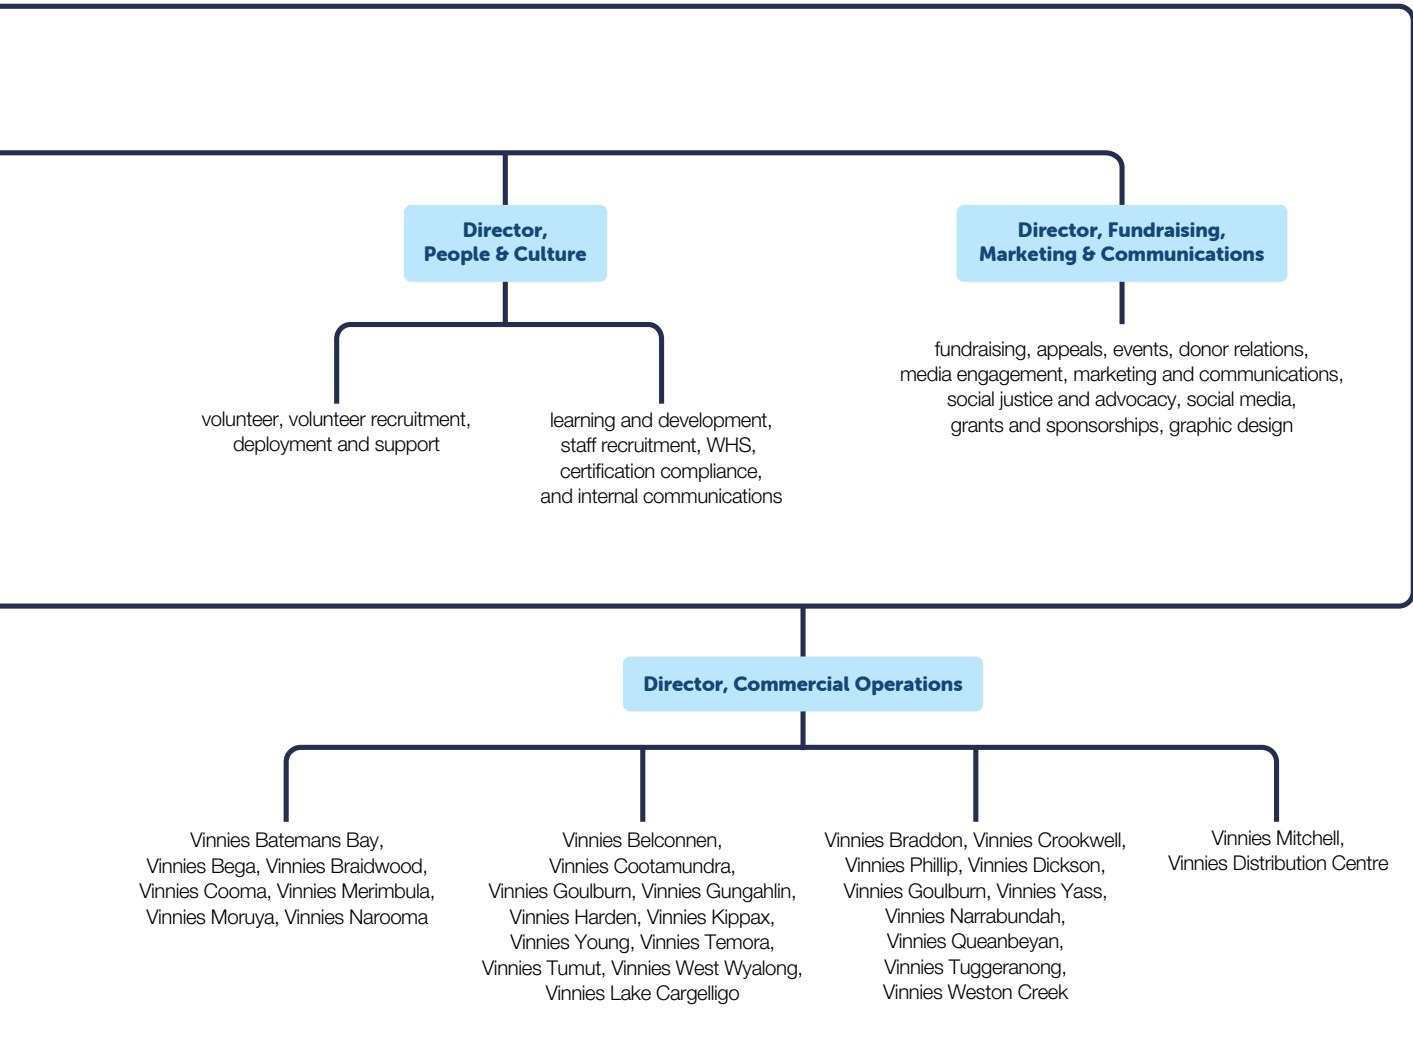 Director,
People & Culture
Director, Fundraising,
Marketing & Communications
volunteer, volunteer recruitment,
deployment and support
learning and development,
staff recruitment, WHS,
certification compliance,
and internal communications
fundraising, appeals, events, donor relations,
media engagement, marketing and communications,
social justice and advocacy, social media,
grants and sponsorships, graphic design
Director, Commercial Operations
Vinnies Batemans Bay,
Vinnies Bega, Vinnies Braidwood,
Vinnies Cooma, Vinnies Merimbula,
Vinnies Moruya, Vinnies Narooma
Vinnies Belconnen,
Vinnies Cootamundra,
Vinnies Goulburn, Vinnies Gungahlin,
Vinnies Harden, Vinnies Kippax,
Vinnies Young, Vinnies Temora,
Vinnies Tumut, Vinnies West Wyalong,
Vinnies Lake Cargelligo
Vinnies Braddon, Vinnies Crookwell,
Vinnies Phillip, Vinnies Dickson,
Vinnies Goulburn, Vinnies Yass,
Vinnies Narrabundah,
Vinnies Queanbeyan,
Vinnies Tuggeranong,
Vinnies Weston Creek
Vinnies Mitchell,
Vinnies Distribution Centre